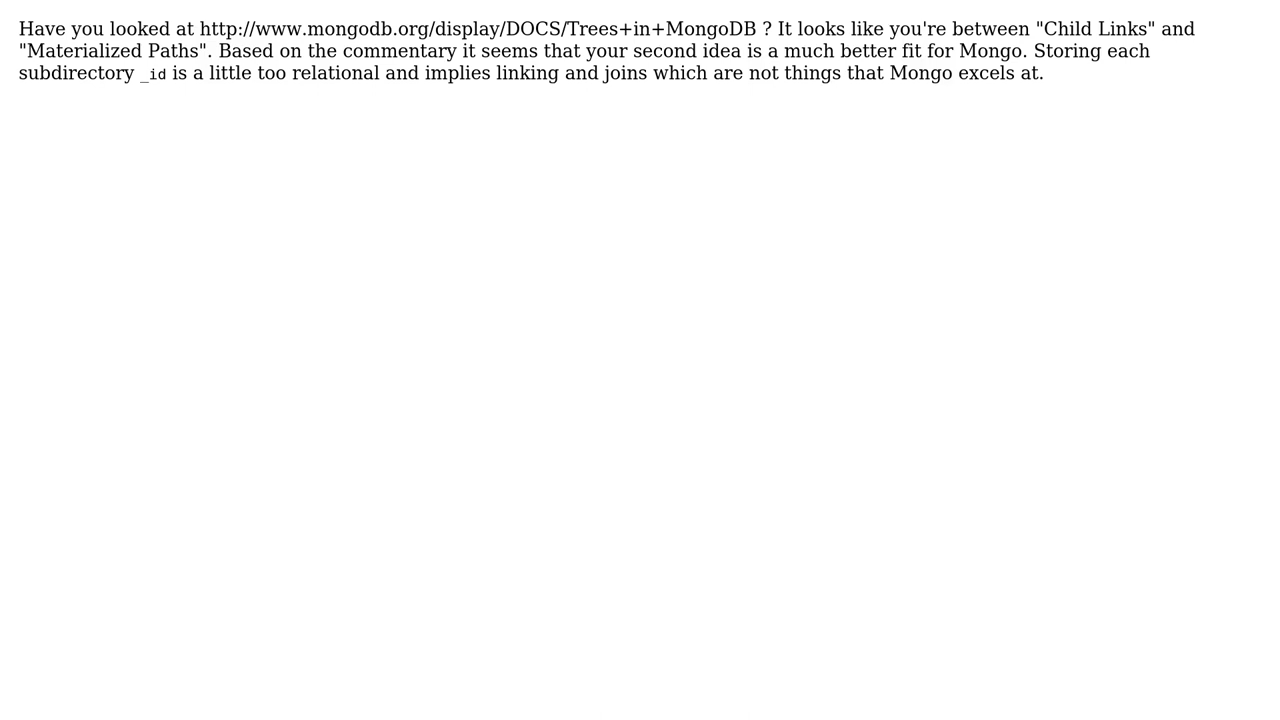 Have you looked at http://www.mongodb.org/display/DOCS/Trees+in+MongoDB ? It looks like you're between "Child Links" and
"Materialized Paths". Based on the commentary it seems that your second idea is a much better fit for Mongo. Storing each
subdirectory _id is a little too relational and implies linking and joins which are not things that Mongo excels at.